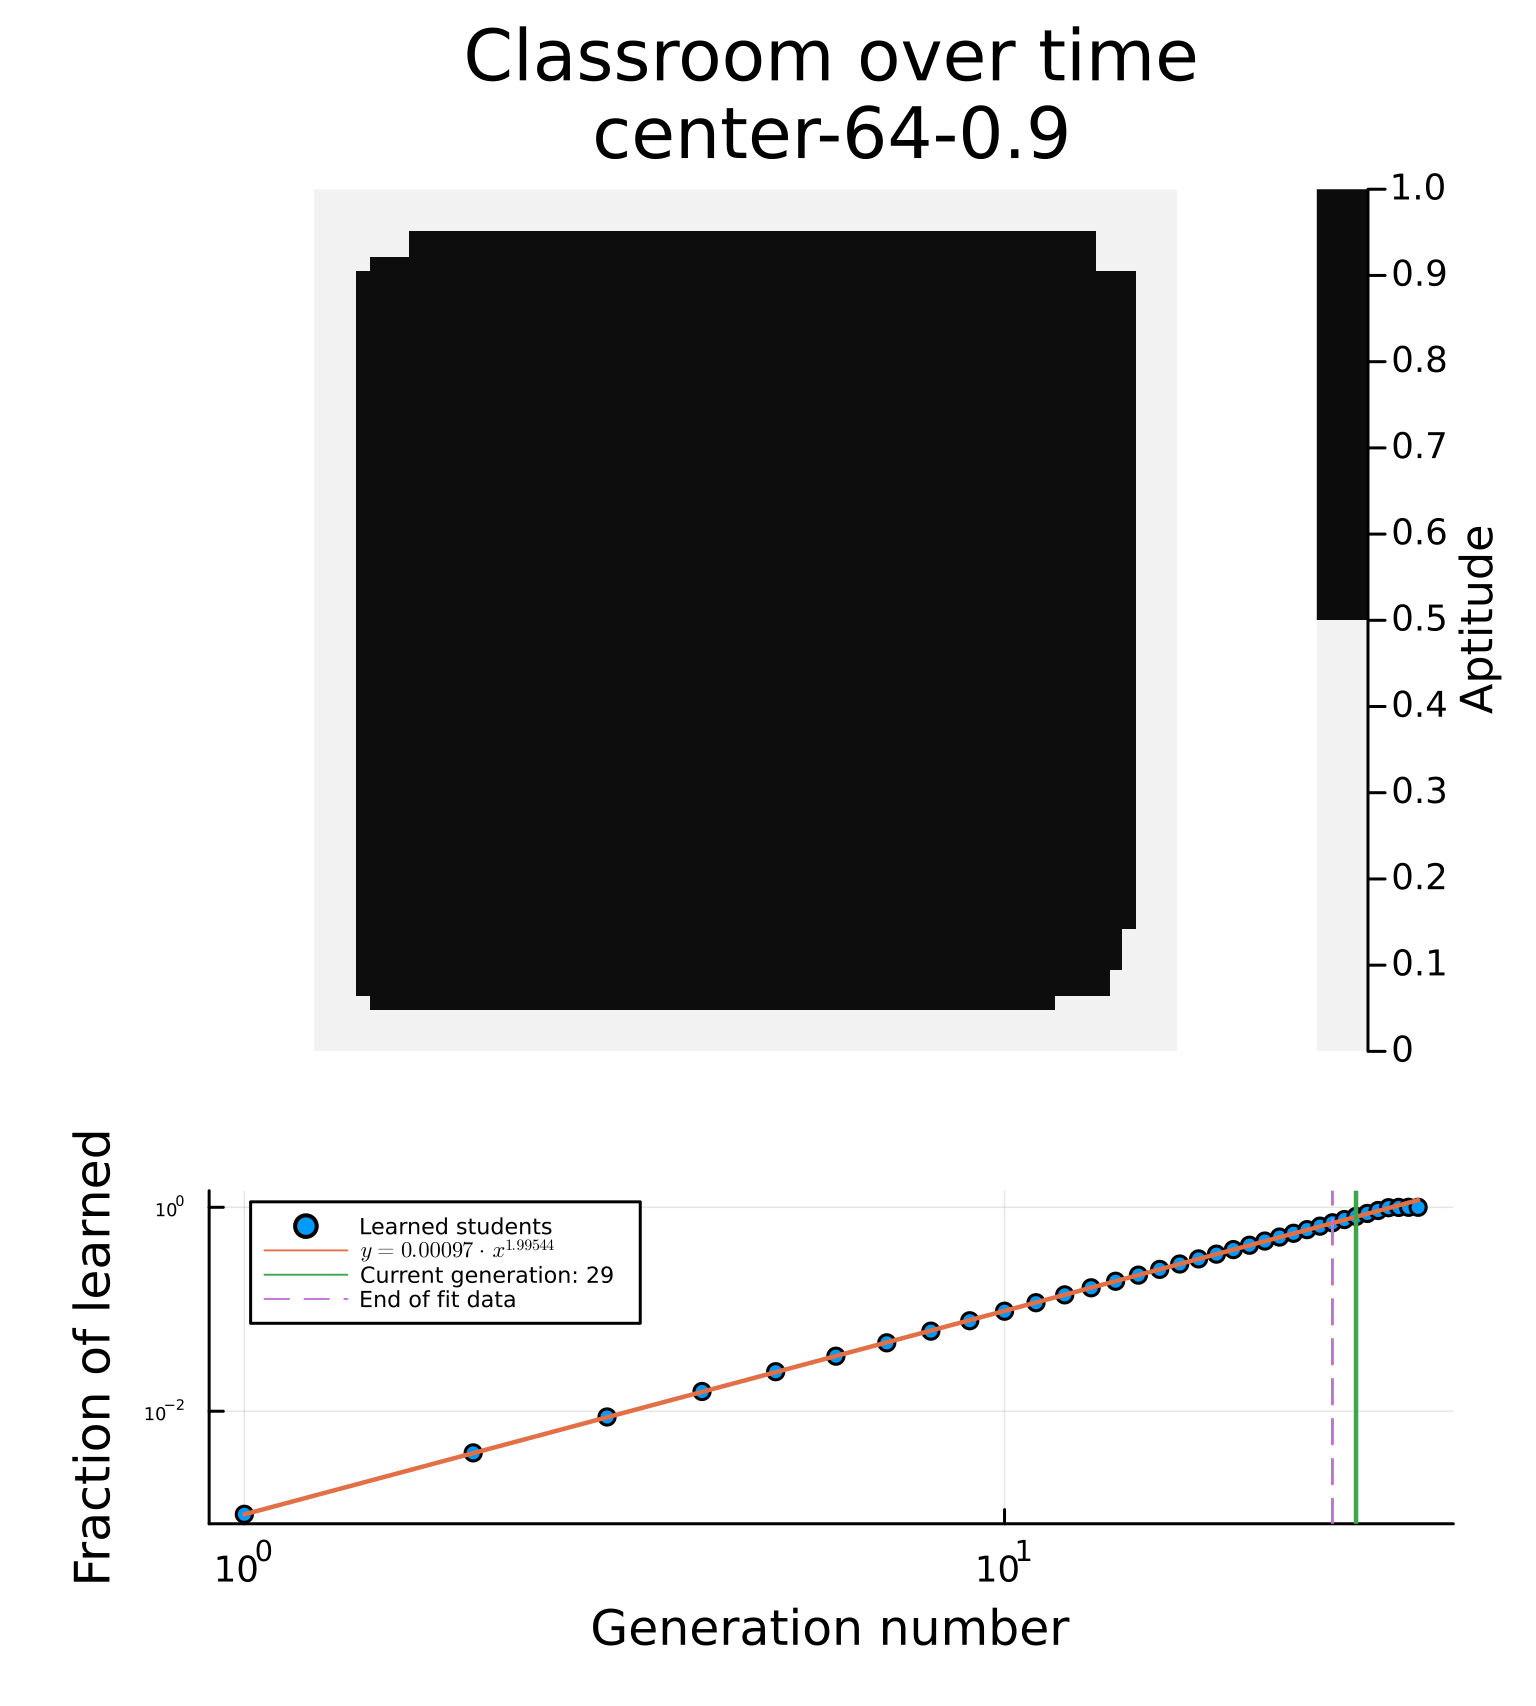 Classroom over time
center-64-0.9
1.0
0.9
0.8
0.7
0.6
0.5
0.4
0.3
0.2
0.1
0
Aptitude
Fraction of learned
10⁰
10⁻²
Learned students
y = 0.00097 · x^1.99544
Current generation: 29
End of fit data
10⁰
10¹
Generation number